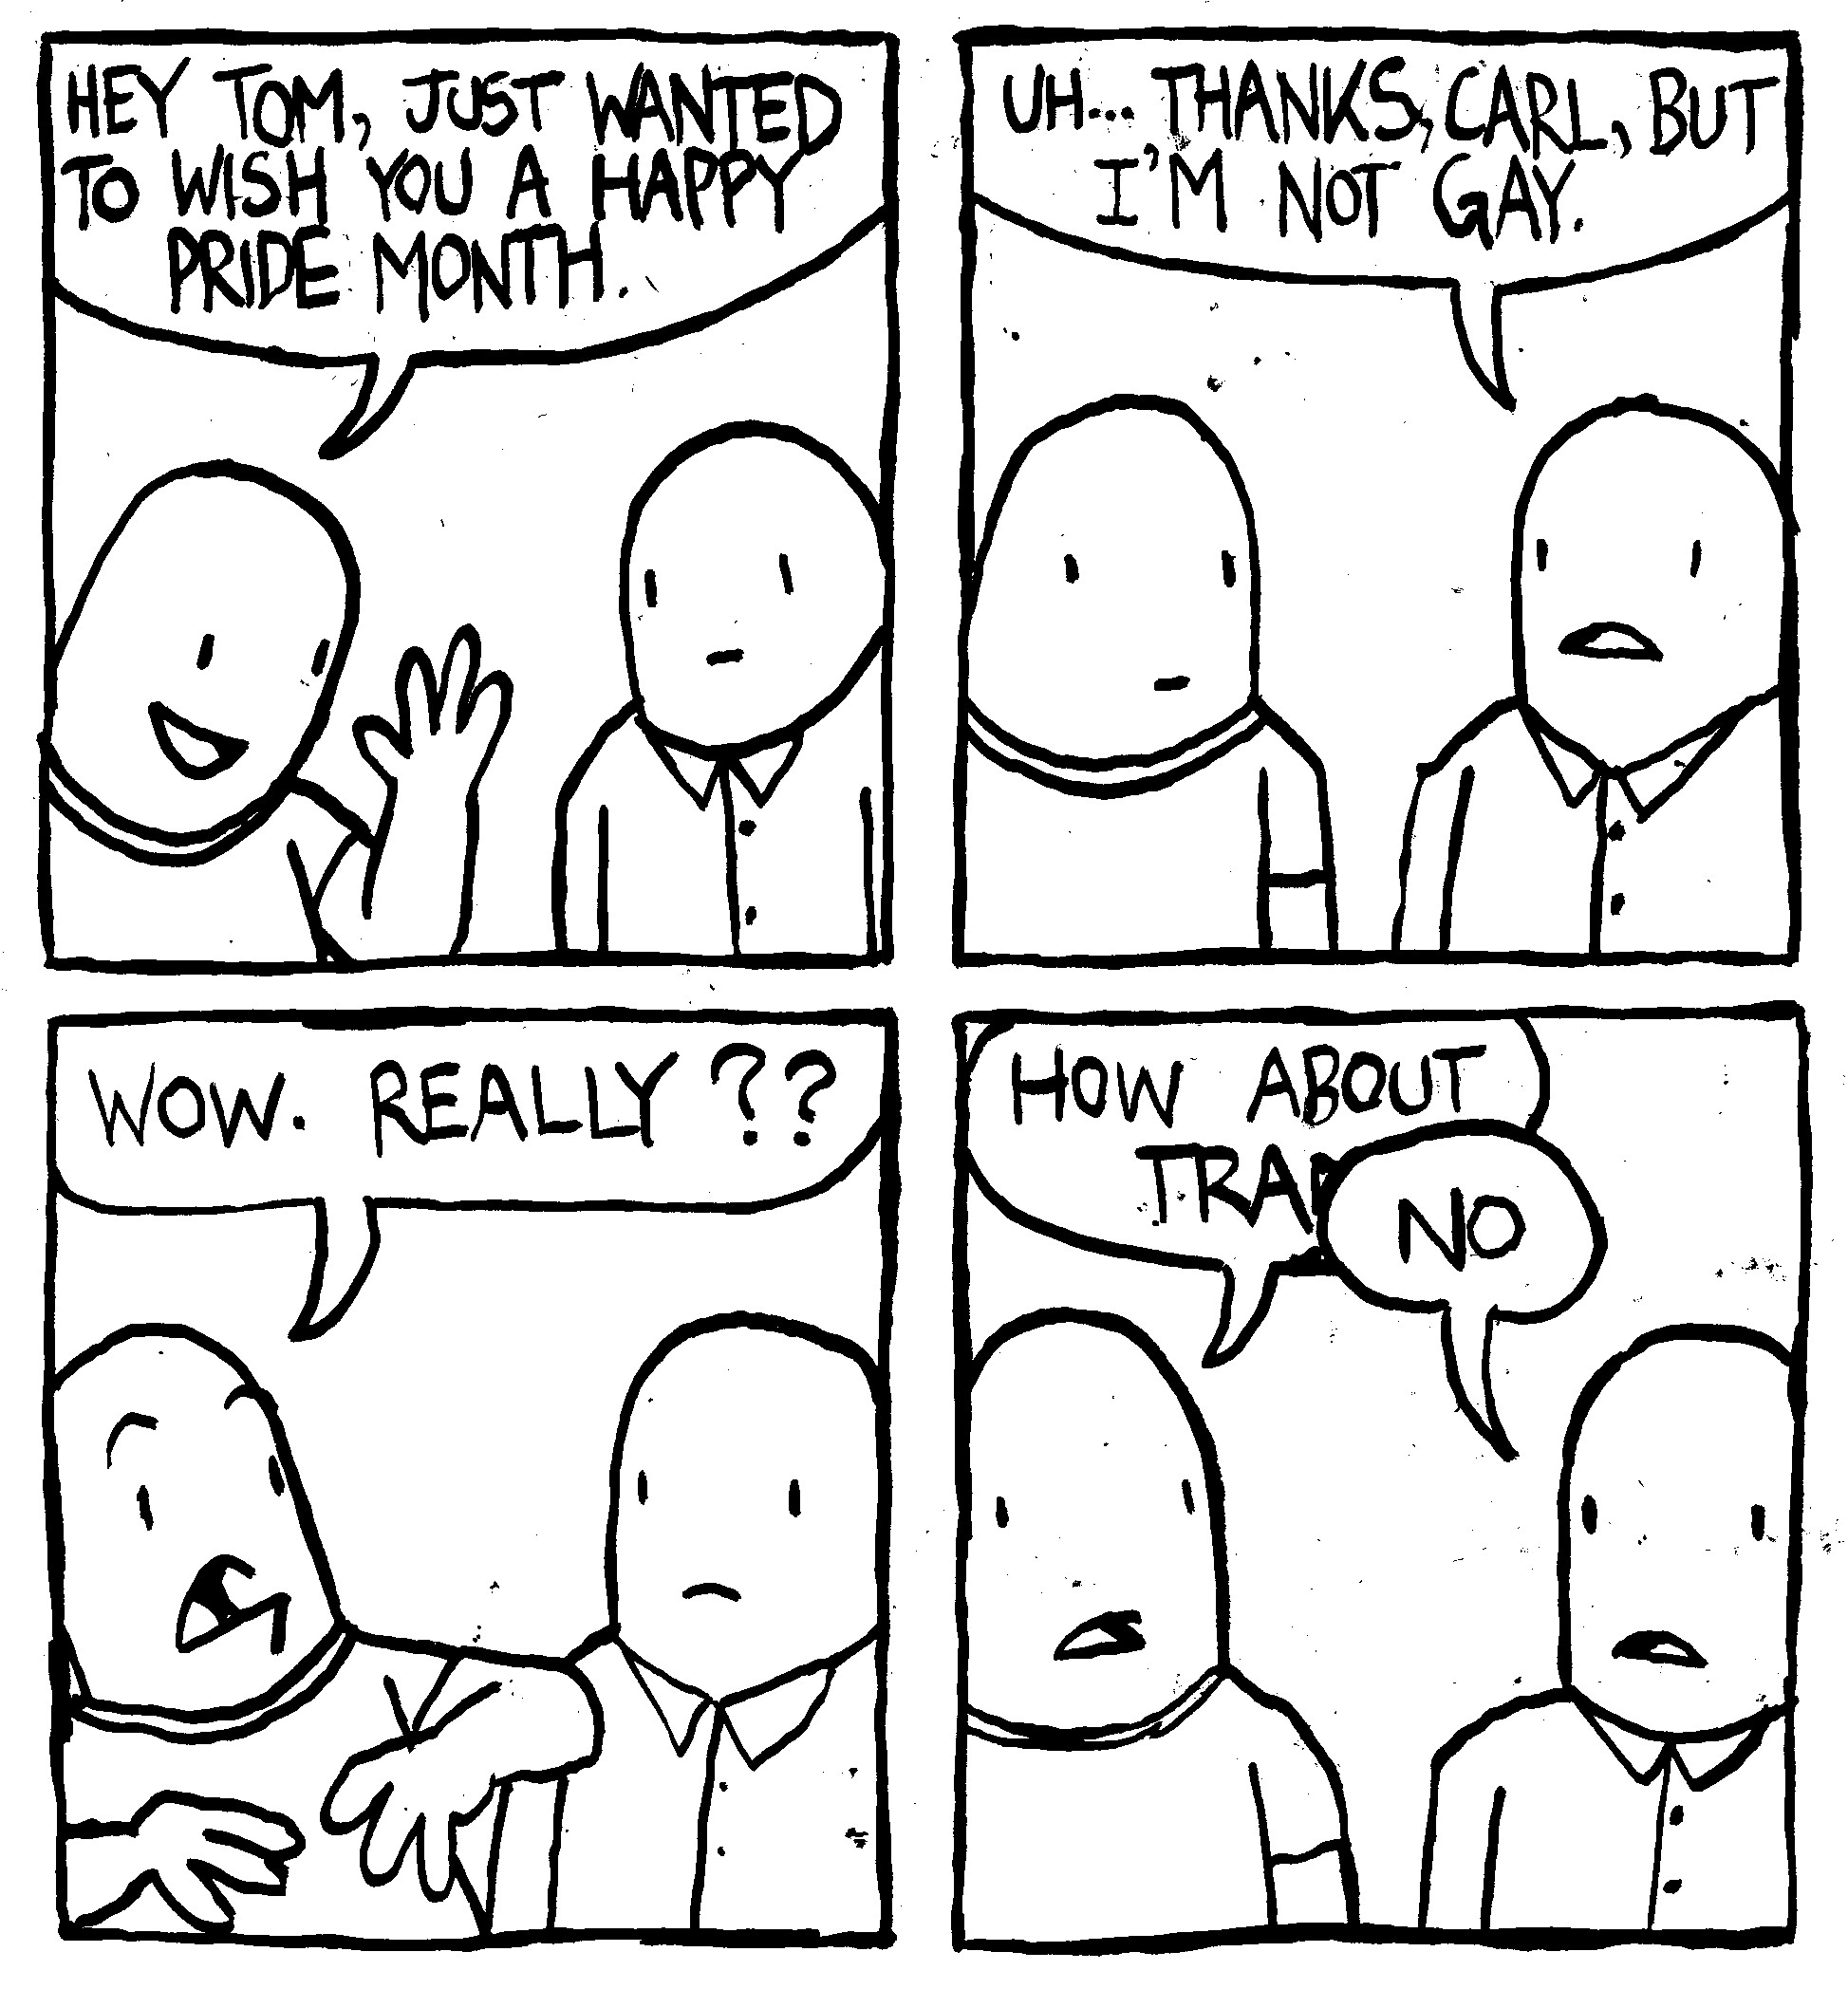 HEY TOM, JUST WANTED
TO WISH YOU A HAPPY
PRIDE MONTH.
UH... THANKS, CARL, BUT
I'M NOT GAY.
WOW. REALLY??
HOW ABOUT
TRA
NO